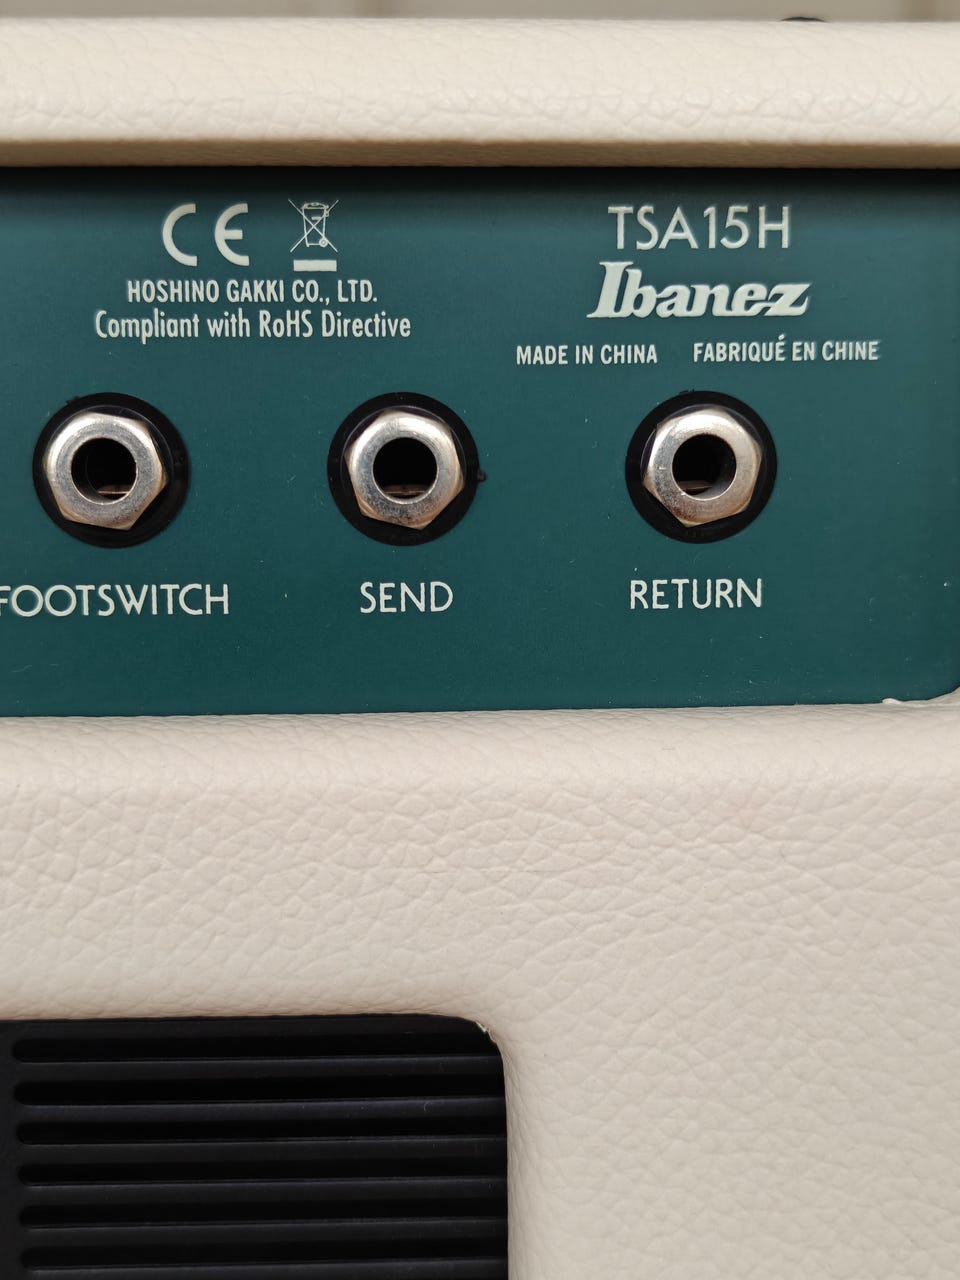 CE
HOSHINO GAKKI CO., LTD.
Compliant with RoHS Directive
TSA15H
Ibanez
MADE IN CHINA FABRIQUÉ EN CHINE
FOOTSWITCH SEND RETURN